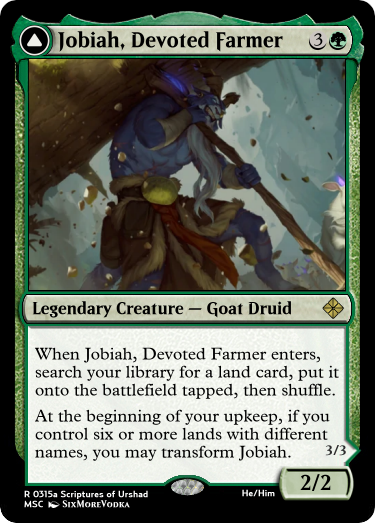 Jobiah, Devoted Farmer 3
Legendary Creature — Goat Druid
When Jobiah, Devoted Farmer enters,
search your library for a land card, put it
onto the battlefield tapped, then shuffle.
At the beginning of your upkeep, if you
control six or more lands with different
names, you may transform Jobiah.
3/3
2/2
R 0315a Scriptures of Urshad He/Him
MSC SixMoreVodka